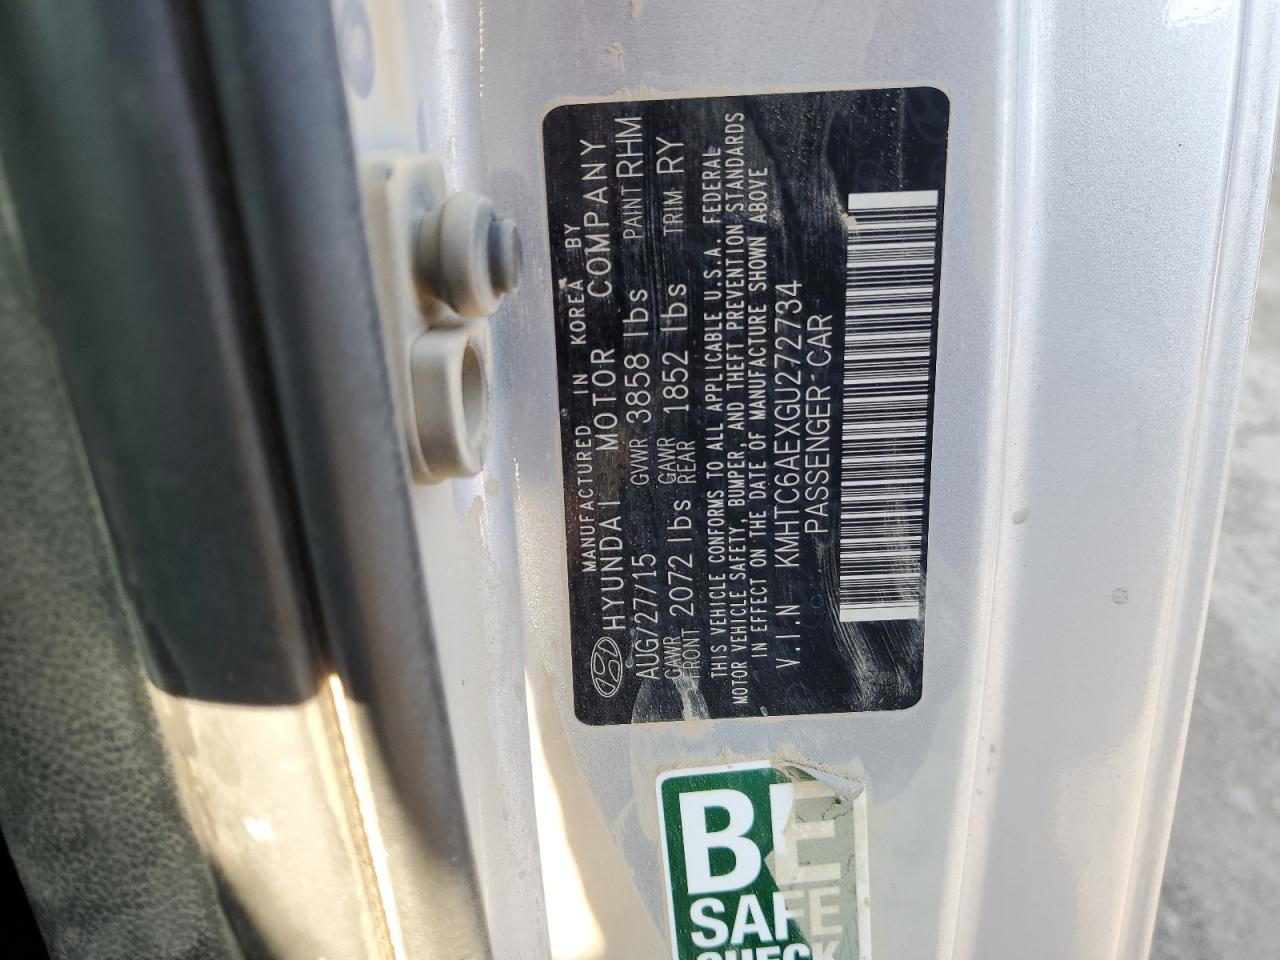 MANUFACTURED IN KOREA BY
HYUNDAI MOTOR COMPANY
AUG/27/15 GVWR 3858 lbs PAINT RHM
GAWR FRONT 2072 lbs GAWR REAR 1852 lbs TRIM RY
THIS VEHICLE CONFORMS TO ALL APPLICABLE U.S.A. FEDERAL
MOTOR VEHICLE SAFETY, BUMPER, AND THEFT PREVENTION STANDARDS
IN EFFECT ON THE DATE OF MANUFACTURE SHOWN ABOVE
V.I.N KMHTC6AEXGU272734
PASSENGER CAR
BE
SAFE
CHECK